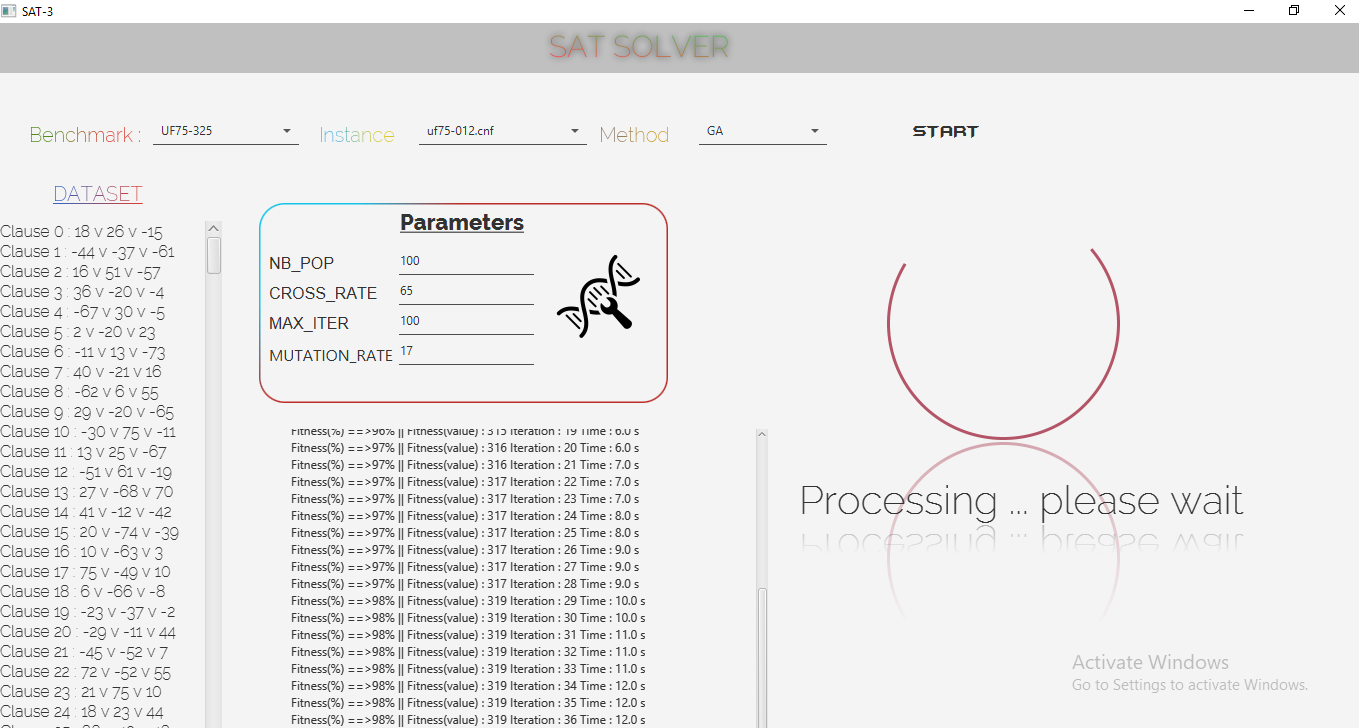 SAT-3
SAT SOLVER
Benchmark : UF75-325 Instance uf75-012.cnf Method GA START
DATASET
Clause 0 : 18 v 26 v -15
Clause 1 : -44 v -37 v -61
Clause 2 : 16 v 51 v -57
Clause 3 : 36 v -20 v -4
Clause 4 : -67 v 30 v -5
Clause 5 : 2 v -20 v 23
Clause 6 : -11 v 13 v -73
Clause 7 : 40 v -21 v 16
Clause 8 : -62 v 6 v 55
Clause 9 : 29 v -20 v -65
Clause 10 : -30 v 75 v -11
Clause 11 : 13 v 25 v -67
Clause 12 : -51 v 61 v -19
Clause 13 : 27 v -68 v 70
Clause 14 : 41 v -12 v -42
Clause 15 : 20 v -74 v -39
Clause 16 : 10 v -63 v 3
Clause 17 : 75 v -49 v 10
Clause 18 : 6 v -66 v -8
Clause 19 : -23 v -37 v -2
Clause 20 : -29 v -11 v 44
Clause 21 : -45 v -52 v 7
Clause 22 : 72 v -52 v 55
Clause 23 : 21 v 75 v 10
Clause 24 : 18 v 23 v 44
Parameters
NB_POP 100
CROSS_RATE 65
MAX_ITER 100
MUTATION_RATE 17
Fitness(%) ==>96% || Fitness(value) : 315 Iteration : 19 Time : 6.0 s
Fitness(%) ==>97% || Fitness(value) : 316 Iteration : 20 Time : 6.0 s
Fitness(%) ==>97% || Fitness(value) : 316 Iteration : 21 Time : 7.0 s
Fitness(%) ==>97% || Fitness(value) : 317 Iteration : 22 Time : 7.0 s
Fitness(%) ==>97% || Fitness(value) : 317 Iteration : 23 Time : 7.0 s
Fitness(%) ==>97% || Fitness(value) : 317 Iteration : 24 Time : 8.0 s
Fitness(%) ==>97% || Fitness(value) : 317 Iteration : 25 Time : 8.0 s
Fitness(%) ==>97% || Fitness(value) : 317 Iteration : 26 Time : 9.0 s
Fitness(%) ==>97% || Fitness(value) : 317 Iteration : 27 Time : 9.0 s
Fitness(%) ==>97% || Fitness(value) : 317 Iteration : 28 Time : 9.0 s
Fitness(%) ==>98% || Fitness(value) : 319 Iteration : 29 Time : 10.0 s
Fitness(%) ==>98% || Fitness(value) : 319 Iteration : 30 Time : 10.0 s
Fitness(%) ==>98% || Fitness(value) : 319 Iteration : 31 Time : 11.0 s
Fitness(%) ==>98% || Fitness(value) : 319 Iteration : 32 Time : 11.0 s
Fitness(%) ==>98% || Fitness(value) : 319 Iteration : 33 Time : 11.0 s
Fitness(%) ==>98% || Fitness(value) : 319 Iteration : 34 Time : 12.0 s
Fitness(%) ==>98% || Fitness(value) : 319 Iteration : 35 Time : 12.0 s
Fitness(%) ==>98% || Fitness(value) : 319 Iteration : 36 Time : 12.0 s
Processing ... please wait
Activate Windows
Go to Settings to activate Windows.